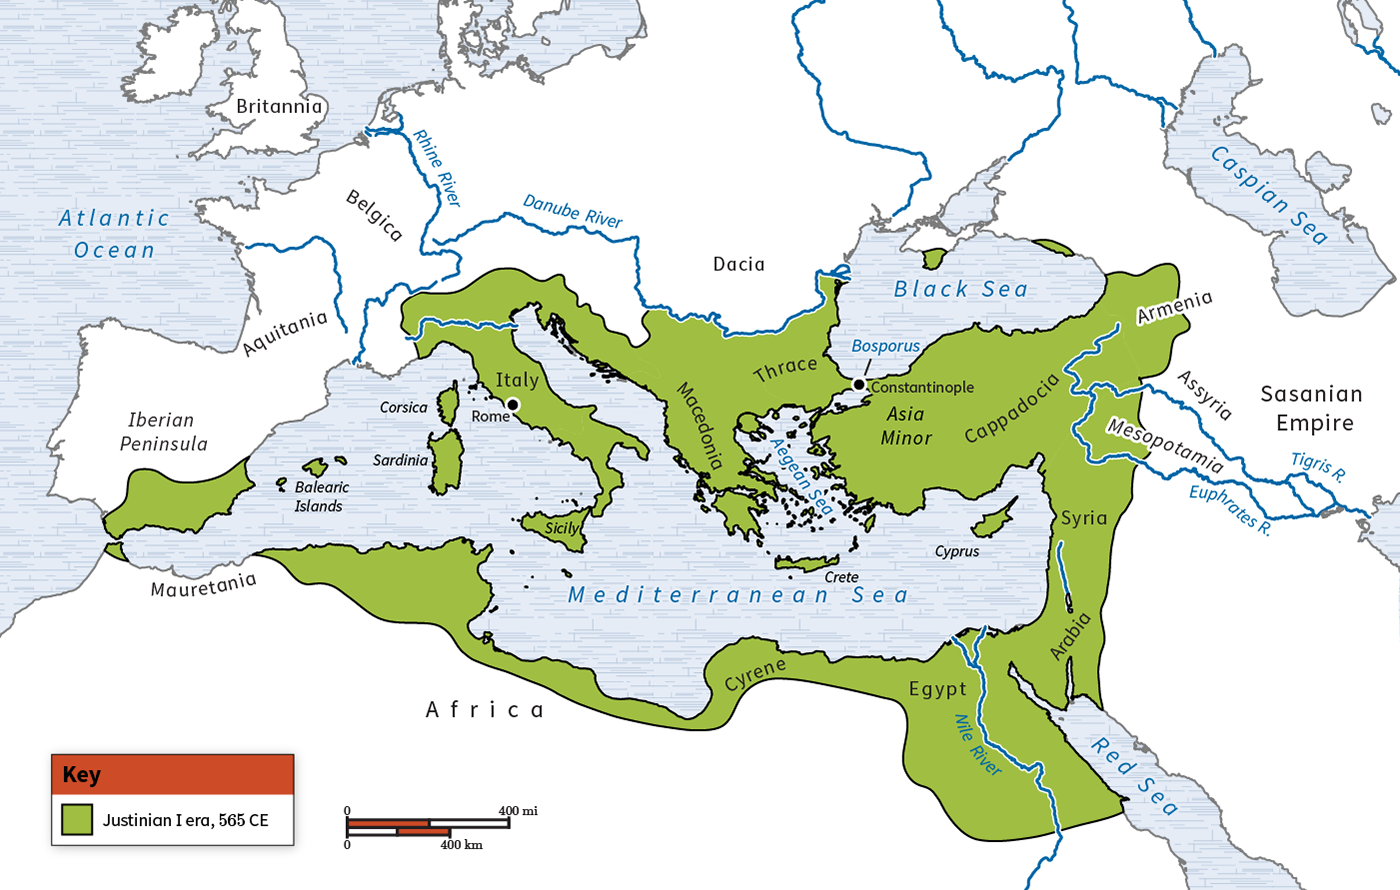 Britannia
Rhine River
Belgica
Atlantic
Ocean
Danube River
Dacia
Caspian Sea
Black Sea
Aquitania
Armenia
Bosporus
Thrace
Constantinople
Italy
Rome
Corsica
Macedonia
Asia
Minor
Cappadocia
Assyria
Sasanian
Empire
Iberian
Peninsula
Sardinia
Aegean Sea
Mesopotamia
Tigris R.
Balearic
Islands
Euphrates R.
Sicily
Syria
Cyprus
Crete
Mauretania
Mediterranean Sea
Arabia
Cyrene
Egypt
Africa
Nile River
Red Sea
Key
Justinian I era, 565 CE
0 400 mi
0 400 km